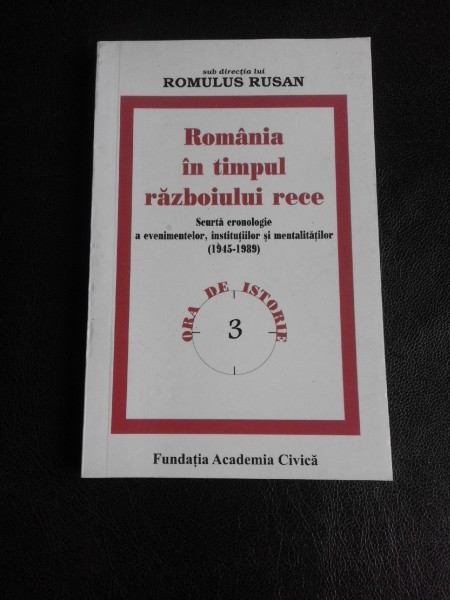 sub direcția lui
ROMULUS RUSAN
România
în timpul
războiului rece
Scurtă cronologie
a evenimentelor, instituțiilor și mentalităților
(1945-1989)
ORA DE ISTORIE
3
Fundația Academia Civică